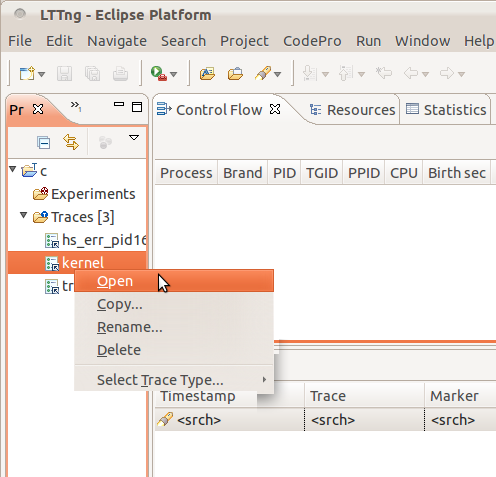 LTTng - Eclipse Platform
File Edit Navigate Search Project CodePro Run Window Help
Pr
»₁
Control Flow
Resources
Statistics
Process Brand PID TGID PPID CPU Birth sec
c
Experiments
Traces [3]
hs_err_pid16
kernel
tr
Open
Copy...
Rename...
Delete
Select Trace Type...
Timestamp Trace Marker
<srch> <srch> <srch>